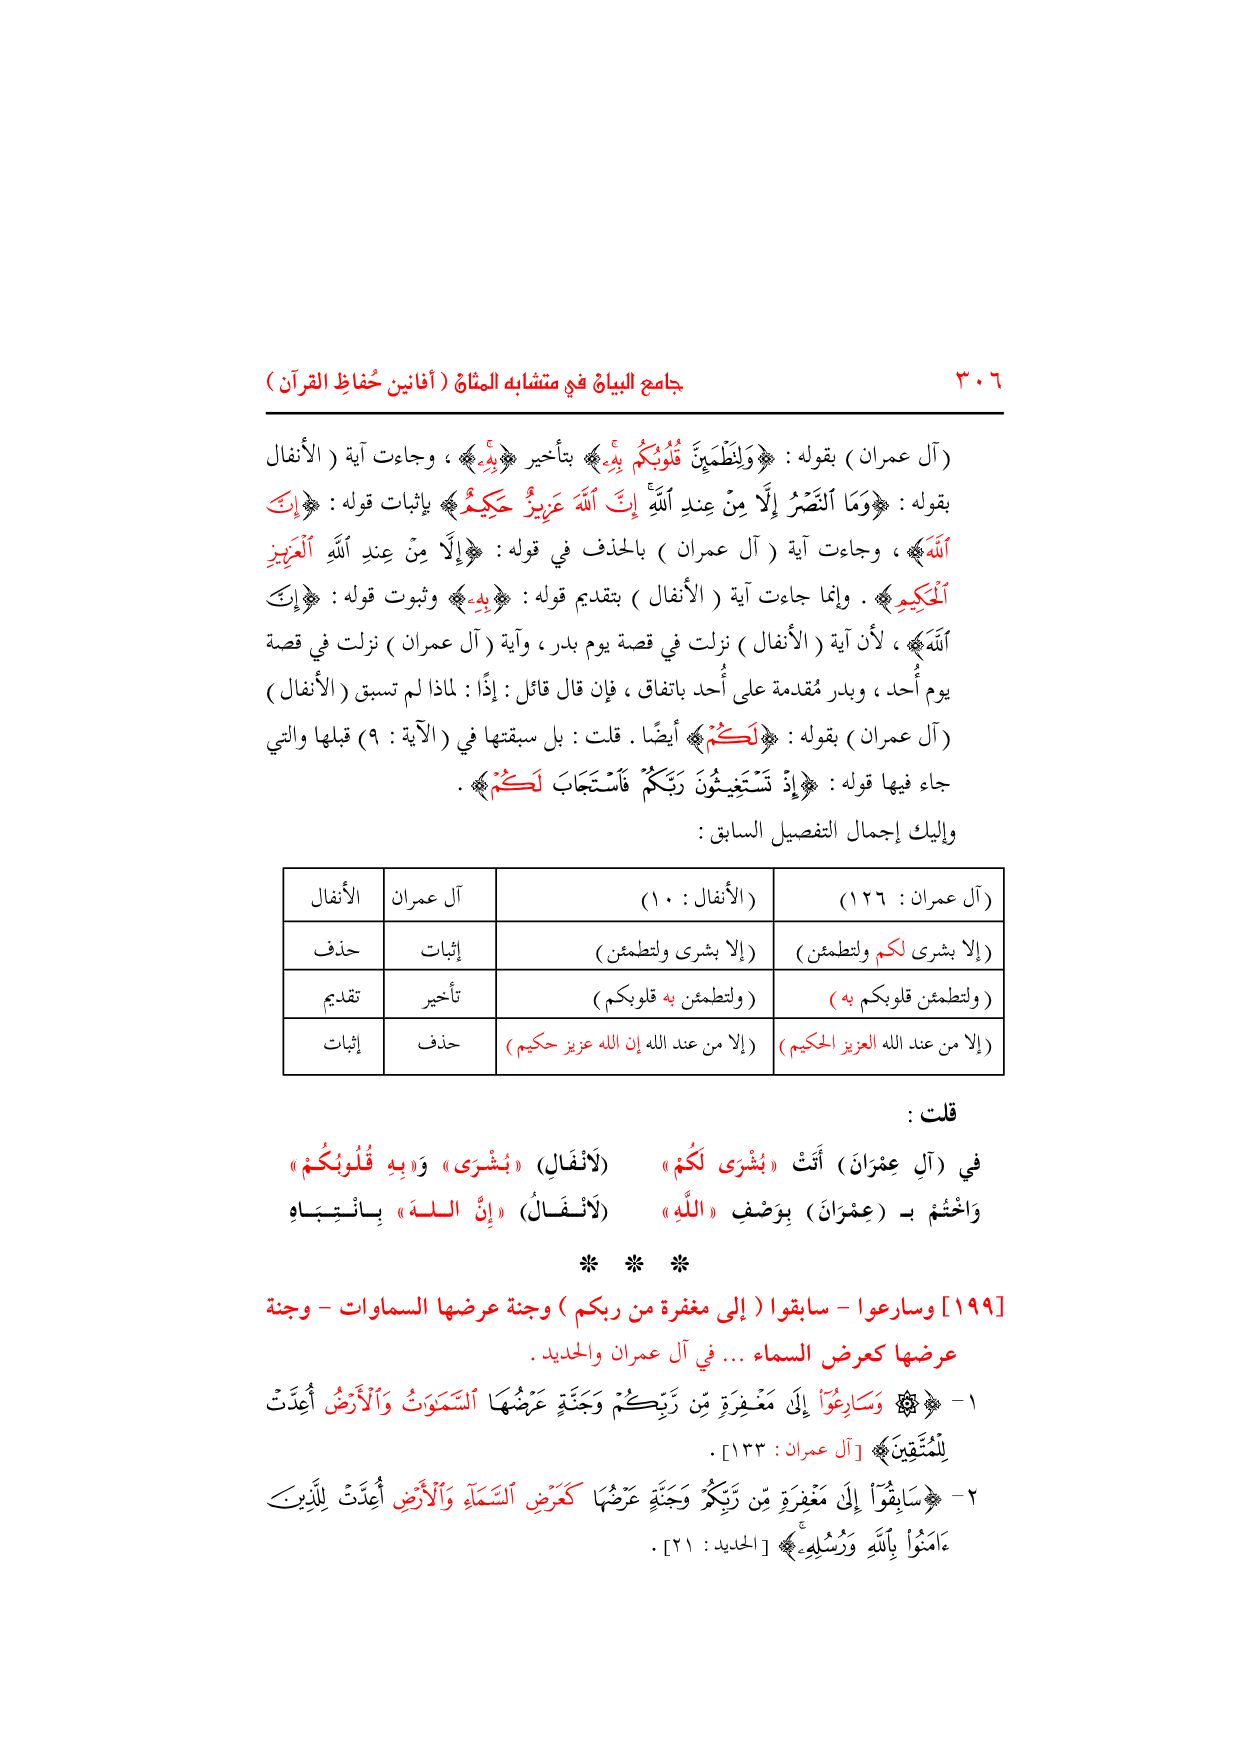 ٣٠٦ جامع البيان في متشابه المثان ( أفانين حُفاظِ القرآن )
( آل عمران ) بقوله : ﴿وَلِتَطۡمَئِنَّ قُلُوبُكُم بِهِۦۗ﴾ بتأخير ﴿بِهِۦۗ﴾ ، وجاءت آية ( الأنفال
بقوله : ﴿وَمَا ٱلنَّصۡرُ إِلَّا مِنۡ عِندِ ٱللَّهِۚ إِنَّ ٱللَّهَ عَزِيزٌ حَكِيمٌ﴾ بإثبات قوله : ﴿إِنَّ
ٱللَّهَ﴾ ، وجاءت آية ( آل عمران ) بالحذف في قوله : ﴿إِلَّا مِنۡ عِندِ ٱللَّهِ ٱلۡعَزِيزِ
ٱلۡحَكِيمِ﴾ . وإنما جاءت آية ( الأنفال ) بتقديم قوله : ﴿بِهِۦ﴾ وثبوت قوله : ﴿إِنَّ
ٱللَّهَ﴾ ، لأن آية ( الأنفال ) نزلت في قصة يوم بدر ، وآية ( آل عمران ) نزلت في قصة
يوم أُحد ، وبدر مُقدمة على أُحد باتفاق ، فإن قال قائل : إذًا : لماذا لم تسبق ( الأنفال )
( آل عمران ) بقوله : ﴿لَكُمۡ﴾ أيضًا . قلت : بل سبقتها في ( الآية : ٩ ) قبلها والتي
جاء فيها قوله : ﴿إِذۡ تَسۡتَغِيثُونَ رَبَّكُمۡ فَٱسۡتَجَابَ لَكُمۡ﴾ .
وإليك إجمال التفصيل السابق :
( آل عمران : ١٢٦ ) ( الأنفال : ١٠ ) آل عمران الأنفال
( إلا بشرى لكم ولتطمئن ) ( إلا بشرى ولتطمئن ) إثبات حذف
( ولتطمئن قلوبكم به ) ( ولتطمئن به قلوبكم ) تأخير تقديم
( إلا من عند الله العزيز الحكيم ) ( إلا من عند الله إن الله عزيز حكيم ) حذف إثبات
قلت :
في (آلِ عِمْرَانَ) أَتَتْ «بُشْرَى لَكُمْ» (لَانْفَالِ) «بُشْرَى» وَ«بِهِ قُلُوبُكُمْ»
وَاخْتُمْ بـ (عِمْرَانَ) بِوَصْفِ «اللَّهِ» (لَانْفَالُ) «إِنَّ اللهَ» بِانْتِبَاهِ
❊ ❊ ❊
[١٩٩] وسارعوا – سابقوا ( إلى مغفرة من ربكم ) وجنة عرضها السماوات – وجنة
عرضها كعرض السماء ... في آل عمران والحديد .
١- ﴿۞ وَسَارِعُوٓاْ إِلَىٰ مَغۡفِرَةٖ مِّن رَّبِّكُمۡ وَجَنَّةٍ عَرۡضُهَا ٱلسَّمَٰوَٰتُ وَٱلۡأَرۡضُ أُعِدَّتۡ
لِلۡمُتَّقِينَ﴾ [آل عمران : ١٣٣] .
٢- ﴿سَابِقُوٓاْ إِلَىٰ مَغۡفِرَةٖ مِّن رَّبِّكُمۡ وَجَنَّةٍ عَرۡضُهَا كَعَرۡضِ ٱلسَّمَآءِ وَٱلۡأَرۡضِ أُعِدَّتۡ لِلَّذِينَ
ءَامَنُواْ بِٱللَّهِ وَرُسُلِهِۦۚ﴾ [الحديد : ٢١] .